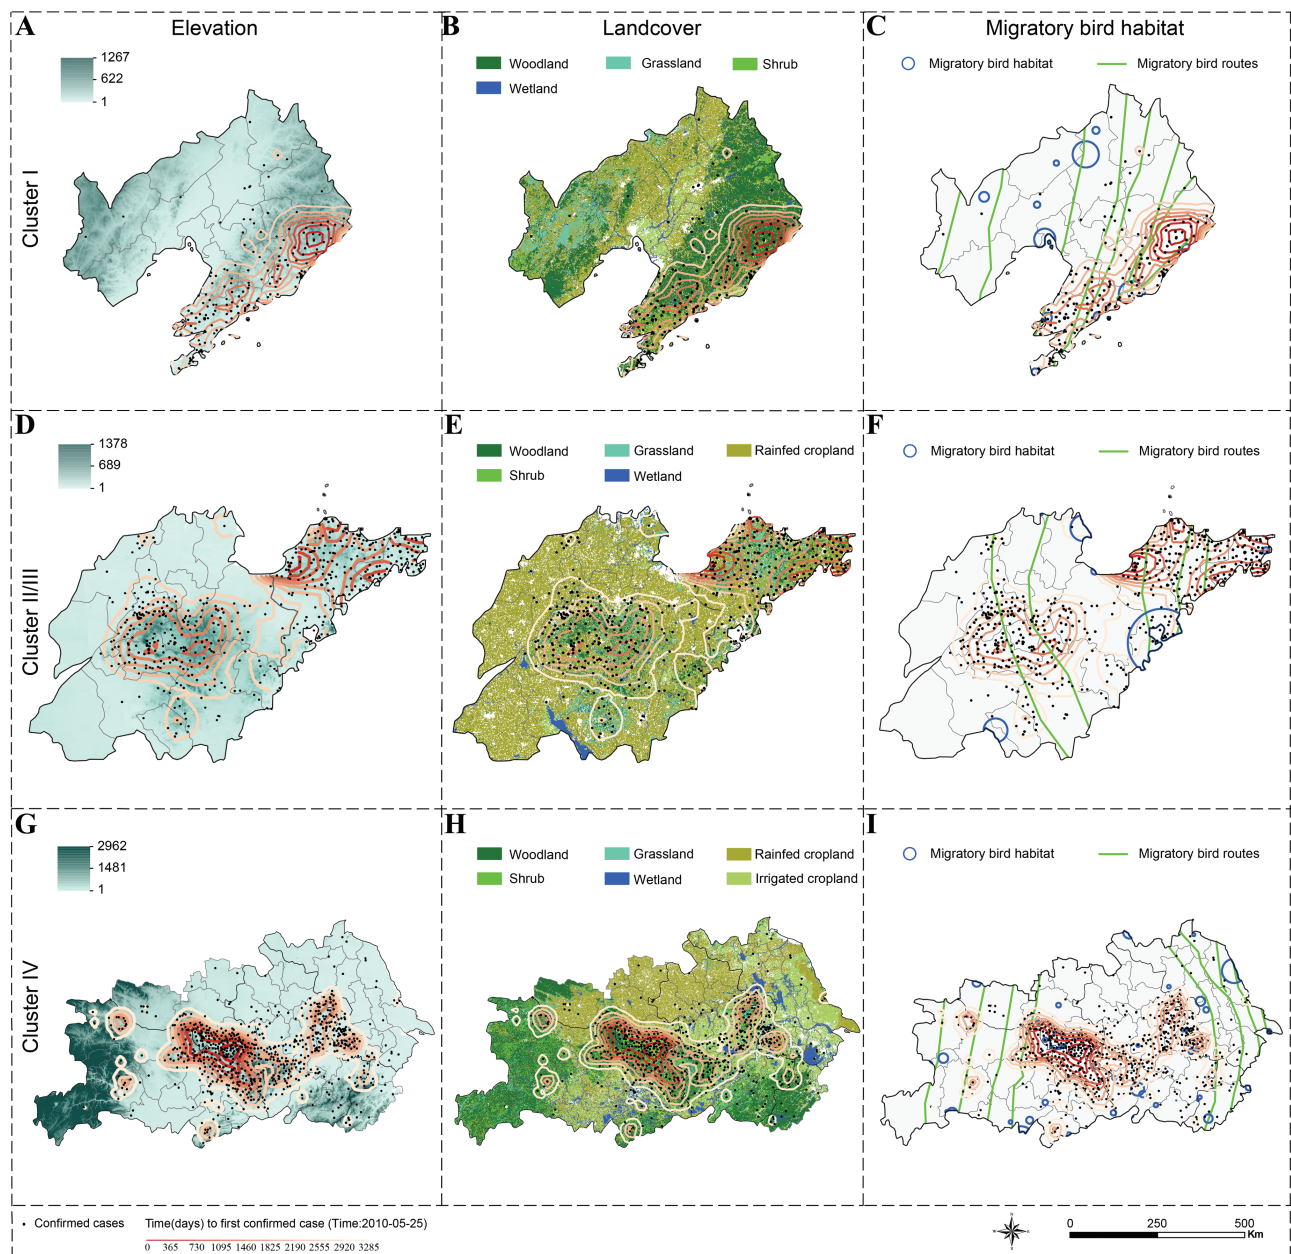 A Elevation
1267
622
1
B Landcover
Woodland Grassland Shrub
Wetland
C Migratory bird habitat
Migratory bird habitat Migratory bird routes
Cluster I
D
1378
689
1
E
Woodland Grassland Rainfed cropland
Shrub Wetland
F
Migratory bird habitat Migratory bird routes
Cluster II/III
G
2962
1481
1
H
Woodland Grassland Rainfed cropland
Shrub Wetland Irrigated cropland
I
Migratory bird habitat Migratory bird routes
Cluster IV
Confirmed cases Time(days) to first confirmed case (Time:2010-05-25)
0 365 730 1095 1460 1825 2190 2555 2920 3285
0 250 500
Km